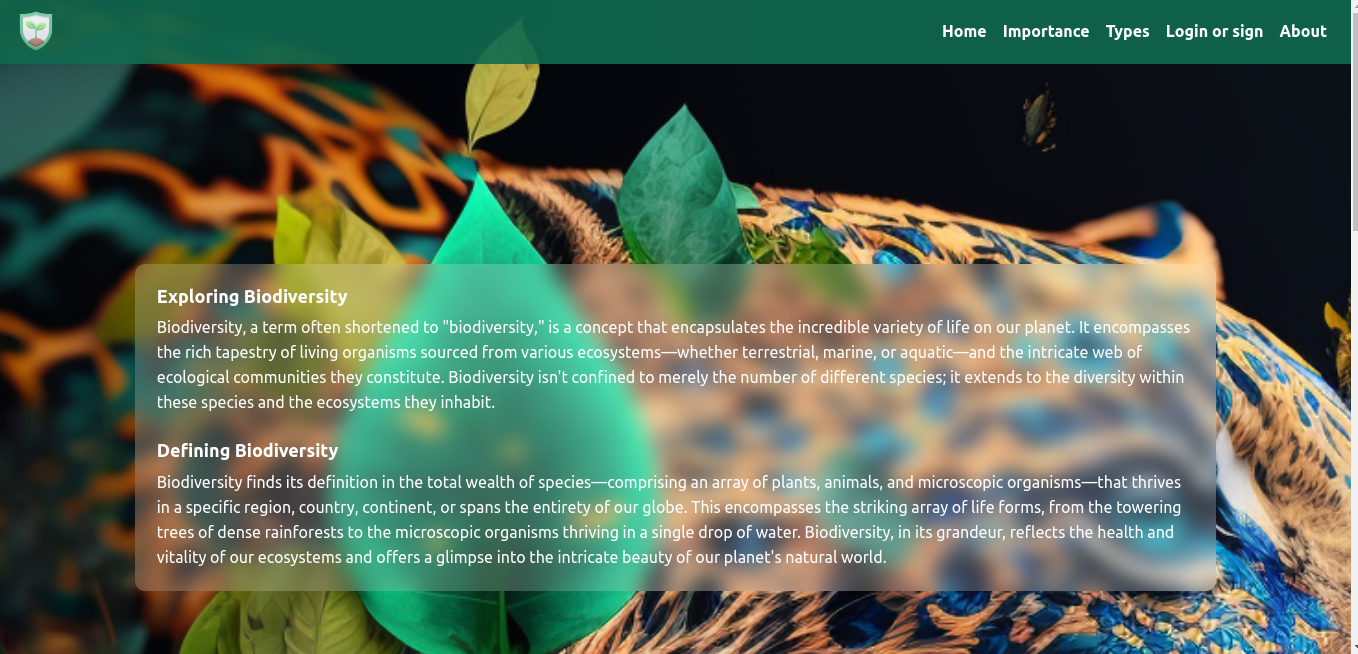 Home Importance Types Login or sign About
Exploring Biodiversity
Biodiversity, a term often shortened to "biodiversity," is a concept that encapsulates the incredible variety of life on our planet. It encompasses
the rich tapestry of living organisms sourced from various ecosystems—whether terrestrial, marine, or aquatic—and the intricate web of
ecological communities they constitute. Biodiversity isn't confined to merely the number of different species; it extends to the diversity within
these species and the ecosystems they inhabit.
Defining Biodiversity
Biodiversity finds its definition in the total wealth of species—comprising an array of plants, animals, and microscopic organisms—that thrives
in a specific region, country, continent, or spans the entirety of our globe. This encompasses the striking array of life forms, from the towering
trees of dense rainforests to the microscopic organisms thriving in a single drop of water. Biodiversity, in its grandeur, reflects the health and
vitality of our ecosystems and offers a glimpse into the intricate beauty of our planet's natural world.